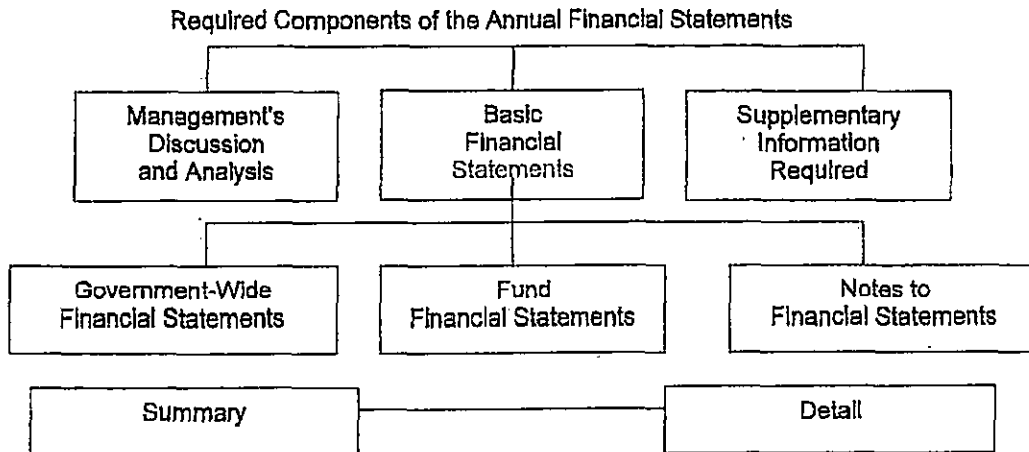 Required Components of the Annual Financial Statements
Management's
Discussion
and Analysis
Basic
Financial
Statements
Supplementary
Information
Required
Government-Wide
Financial Statements
Fund
Financial Statements
Notes to
Financial Statements
Summary
Detail